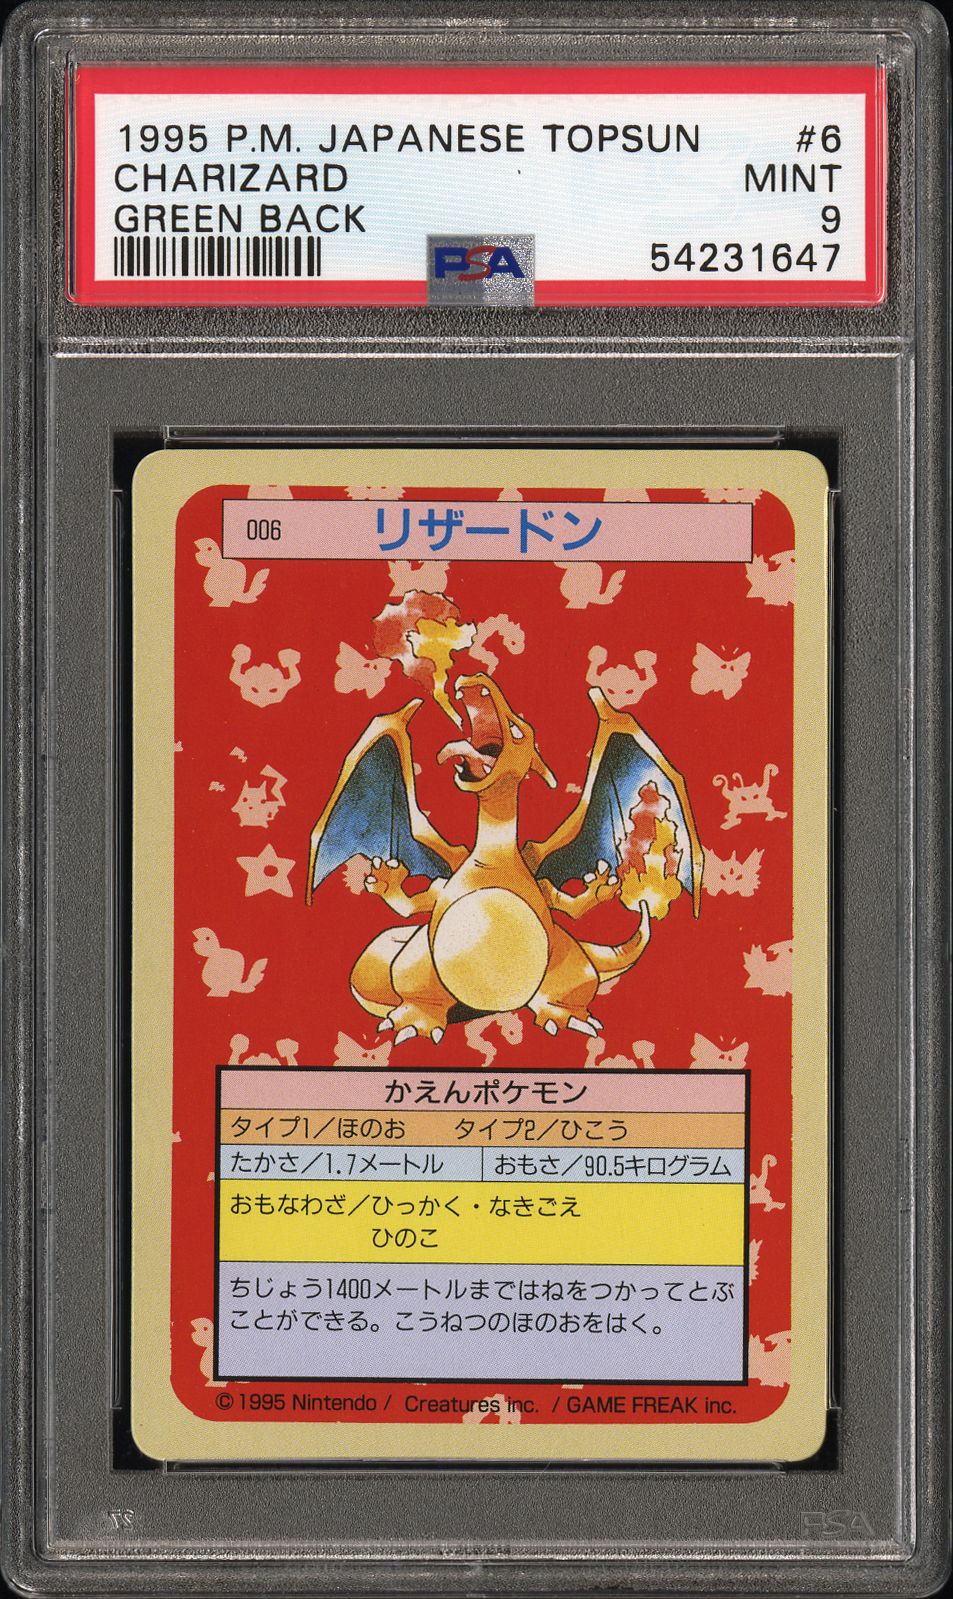 1995 P.M. JAPANESE TOPSUN #6
CHARIZARD MINT
GREEN BACK 9
PSA 54231647
006 リザードン
かえんポケモン
タイプ1／ほのお タイプ2／ひこう
たかさ／1.7メートル おもさ／90.5キログラム
おもなわざ／ひっかく・なきごえ
ひのこ
ちじょう1400メートルまではねをつかってとぶ
ことができる。こうねつのほのおをはく。
© 1995 Nintendo / Creatures inc. / GAME FREAK inc.
27 PSA